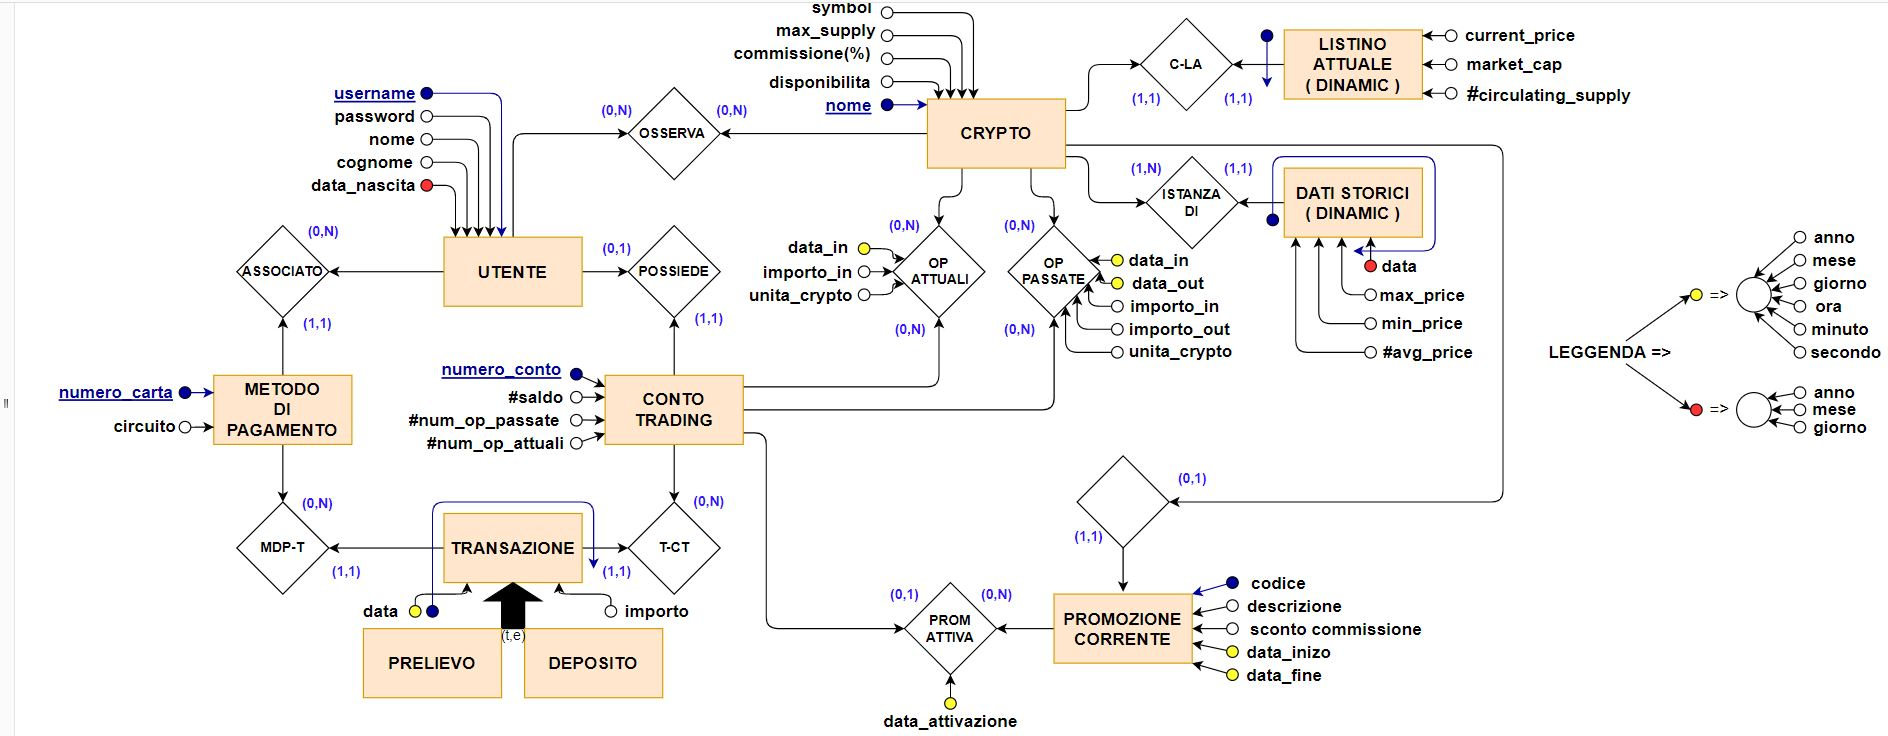 symbol
max_supply
commissione(%)
disponibilita
nome
CRYPTO
C-LA
(1,1)
(1,1)
LISTINO
ATTUALE
( DINAMIC )
current_price
market_cap
#circulating_supply
username
password
nome
cognome
data_nascita
(0,N)
OSSERVA
(0,N)
(1,N)
ISTANZA
DI
(1,1)
DATI STORICI
( DINAMIC )
data
max_price
min_price
#avg_price
(0,N)
ASSOCIATO
(1,1)
UTENTE
(0,1)
POSSIEDE
(1,1)
data_in
importo_in
unita_crypto
(0,N)
OP
ATTUALI
(0,N)
(0,N)
OP
PASSATE
(0,N)
data_in
data_out
importo_in
importo_out
unita_crypto
LEGGENDA =>
=>
anno
mese
giorno
ora
minuto
secondo
=>
anno
mese
giorno
numero_carta
circuito
METODO
DI
PAGAMENTO
numero_conto
#saldo
#num_op_passate
#num_op_attuali
CONTO
TRADING
(0,N)
MDP-T
(1,1)
TRANSAZIONE
(0,N)
T-CT
(1,1)
data
importo
(t,e)
PRELIEVO
DEPOSITO
(0,1)
(1,1)
(0,1)
PROM
ATTIVA
(0,N)
data_attivazione
PROMOZIONE
CORRENTE
codice
descrizione
sconto commissione
data_inizo
data_fine